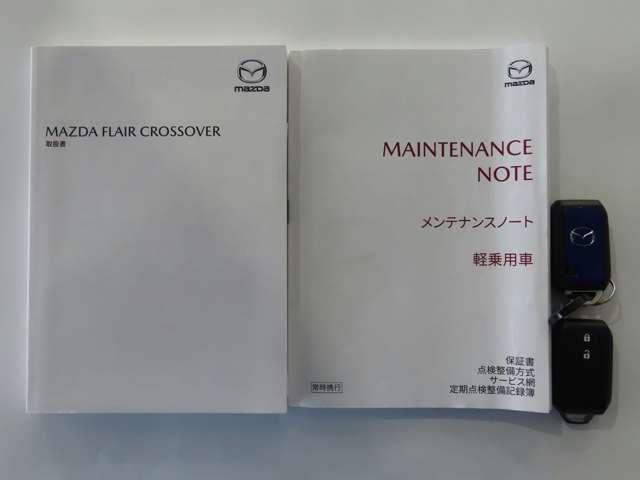 mazda
MAZDA FLAIR CROSSOVER
取扱書
mazda
MAINTENANCE
NOTE
メンテナンスノート
軽乗用車
保証書
点検整備方式
サービス網
定期点検整備記録簿
常時携行